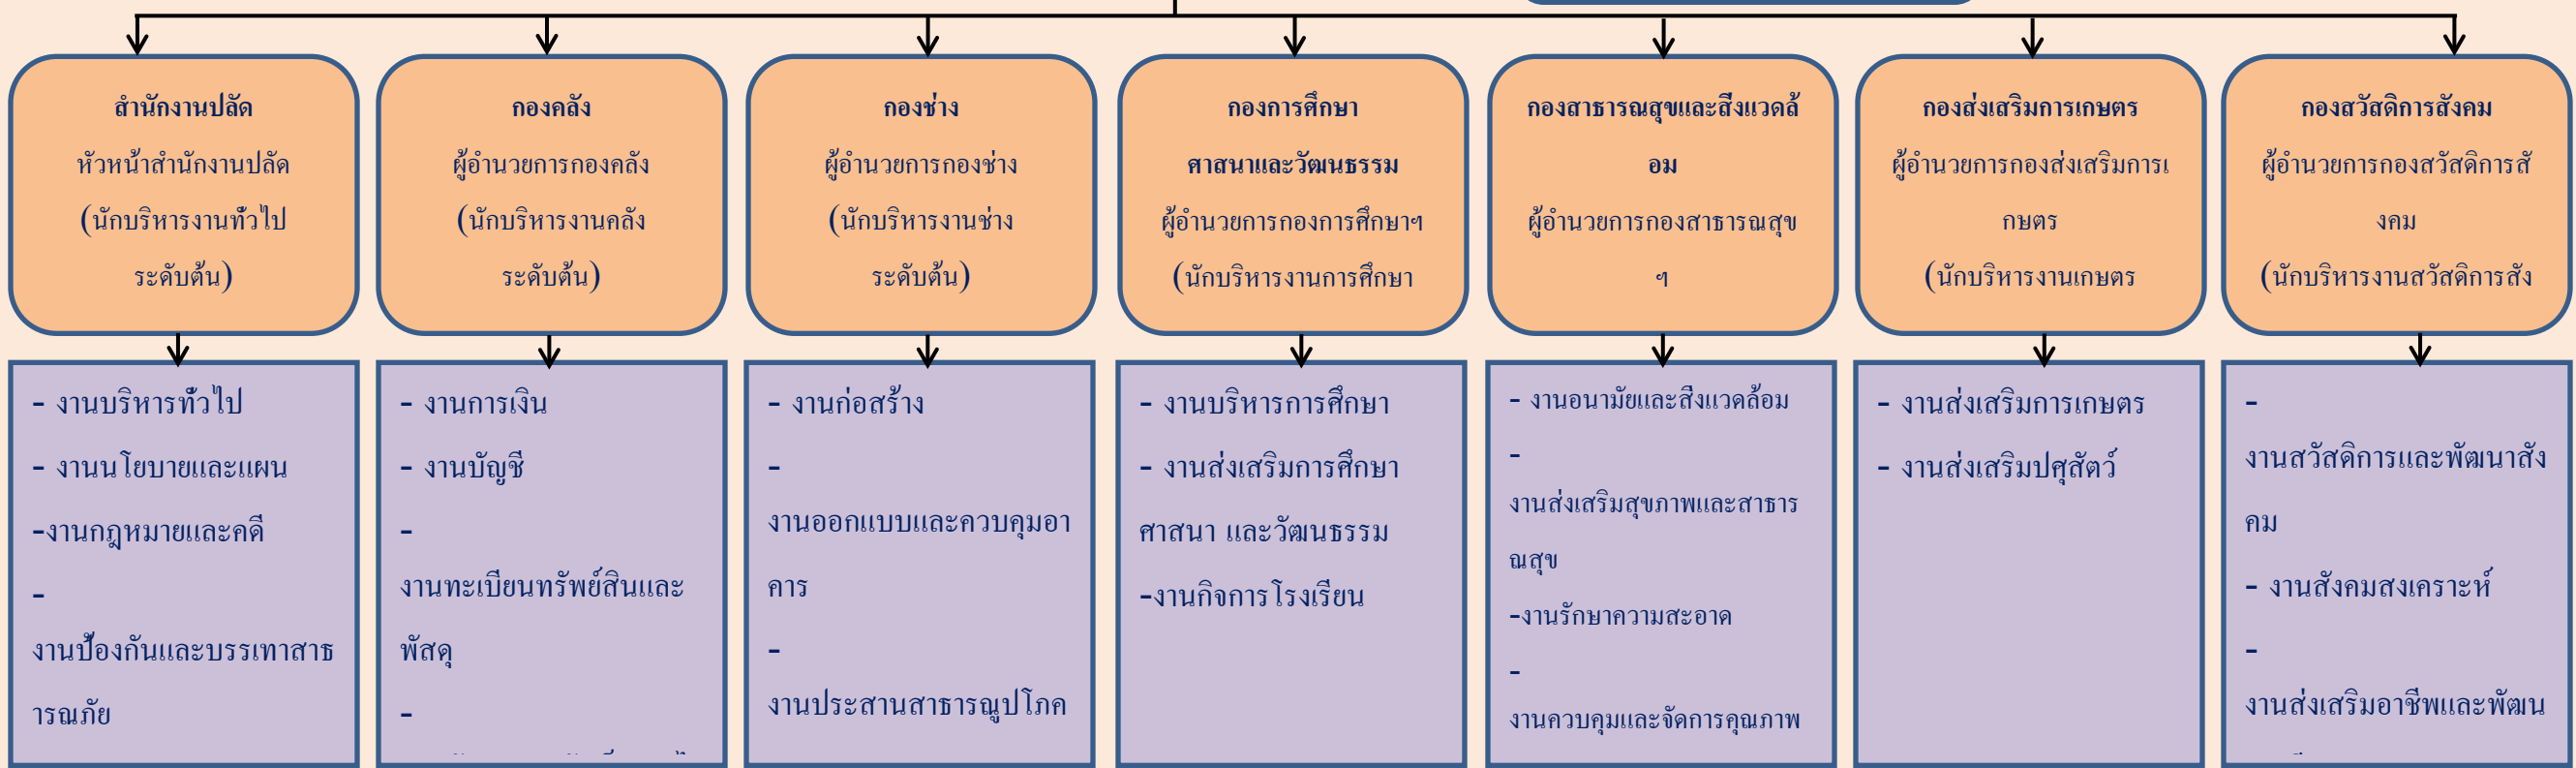 สำนักงานปลัด
หัวหน้าสำนักงานปลัด
(นักบริหารงานทั่วไป
ระดับต้น)
กองคลัง
ผู้อำนวยการกองคลัง
(นักบริหารงานคลัง
ระดับต้น)
กองช่าง
ผู้อำนวยการกองช่าง
(นักบริหารงานช่าง
ระดับต้น)
กองการศึกษา
ศาสนาและวัฒนธรรม
ผู้อำนวยการกองการศึกษาฯ
(นักบริหารงานการศึกษา
กองสาธารณสุขและสิ่งแวดล้
อม
ผู้อำนวยการกองสาธารณสุข
ฯ
กองส่งเสริมการเกษตร
ผู้อำนวยการกองส่งเสริมการเ
กษตร
(นักบริหารงานเกษตร
กองสวัสดิการสังคม
ผู้อำนวยการกองสวัสดิการสั
งคม
(นักบริหารงานสวัสดิการสัง
- งานบริหารทั่วไป
- งานนโยบายและแผน
-งานกฎหมายและคดี
-
งานป้องกันและบรรเทาสาธ
ารณภัย
- งานการเงิน
- งานบัญชี
-
งานทะเบียนทรัพย์สินและ
พัสดุ
-
- งานก่อสร้าง
-
งานออกแบบและควบคุมอา
คาร
-
งานประสานสาธารณูปโภค
- งานบริหารการศึกษา
- งานส่งเสริมการศึกษา
ศาสนา และวัฒนธรรม
-งานกิจการโรงเรียน
- งานอนามัยและสิ่งแวดล้อม
-
งานส่งเสริมสุขภาพและสาธาร
ณสุข
-งานรักษาความสะอาด
-
งานควบคุมและจัดการคุณภาพ
- งานส่งเสริมการเกษตร
- งานส่งเสริมปศุสัตว์
-
งานสวัสดิการและพัฒนาสัง
คม
- งานสังคมสงเคราะห์
-
งานส่งเสริมอาชีพและพัฒน